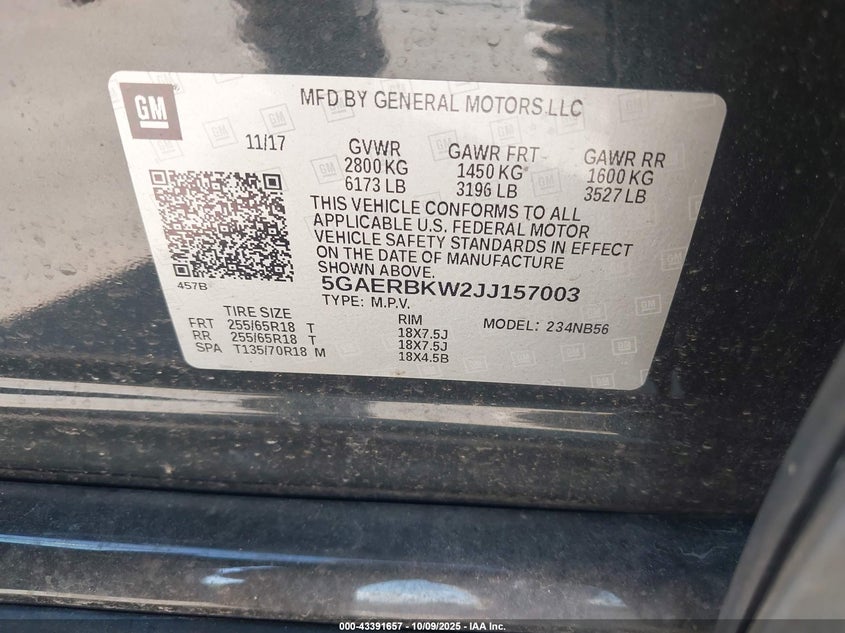 GM
MFD BY GENERAL MOTORS LLC
11/17
GVWR
2800 KG
6173 LB
GAWR FRT
1450 KG
3196 LB
GAWR RR
1600 KG
3527 LB
THIS VEHICLE CONFORMS TO ALL
APPLICABLE U.S. FEDERAL MOTOR
VEHICLE SAFETY STANDARDS IN EFFECT
ON THE DATE OF MANUFACTURE
SHOWN ABOVE.
457B
5GAERBKW2JJ157003
TYPE: M.P.V.
TIRE SIZE
RIM
MODEL: 234NB56
FRT 255/65R18 T 18X7.5J
RR 255/65R18 T 18X7.5J
SPA T135/70R18 M 18X4.5B
000-43391657 - 10/09/2025 - IAA Inc.